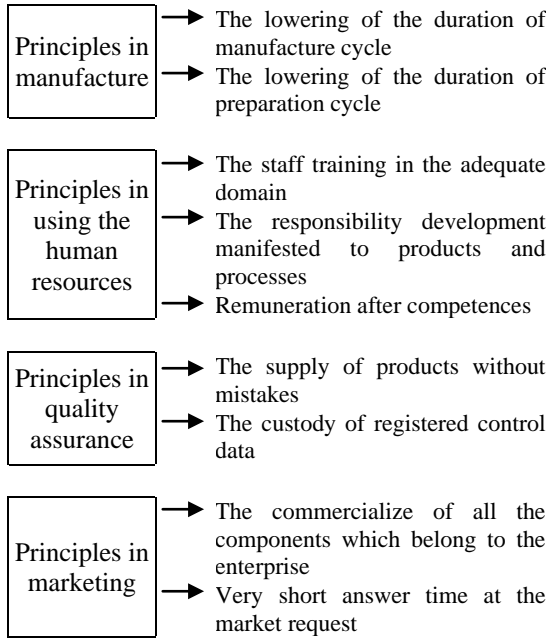 Principles in
manufacture
The lowering of the duration of
manufacture cycle
The lowering of the duration of
preparation cycle
Principles in
using the
human
resources
The staff training in the adequate
domain
The responsibility development
manifested to products and
processes
Remuneration after competences
Principles in
quality
assurance
The supply of products without
mistakes
The custody of registered control
data
Principles in
marketing
The commercialize of all the
components which belong to the
enterprise
Very short answer time at the
market request